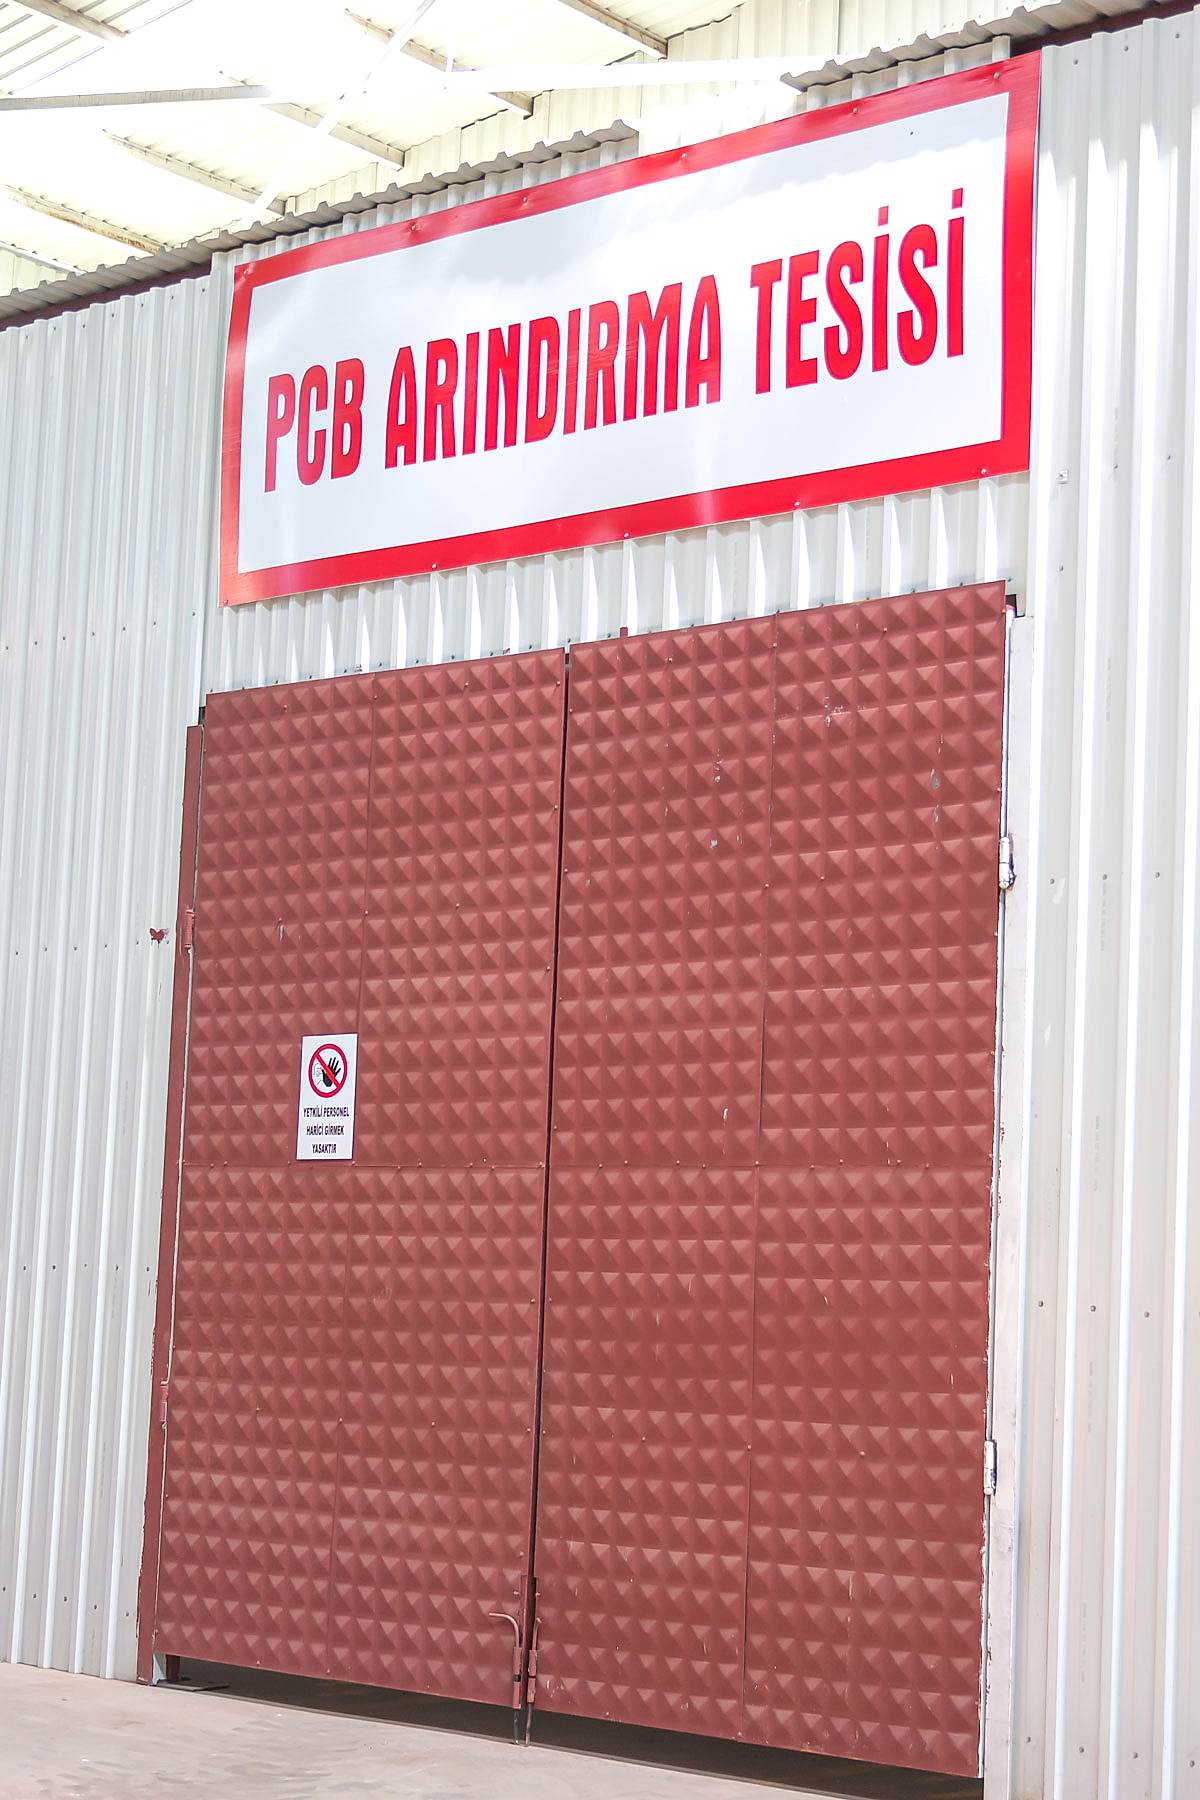 PCB ARINDIRMA TESİSİ
YETKİLİ PERSONEL
HARİCİ GİRMEK
YASAKTIR